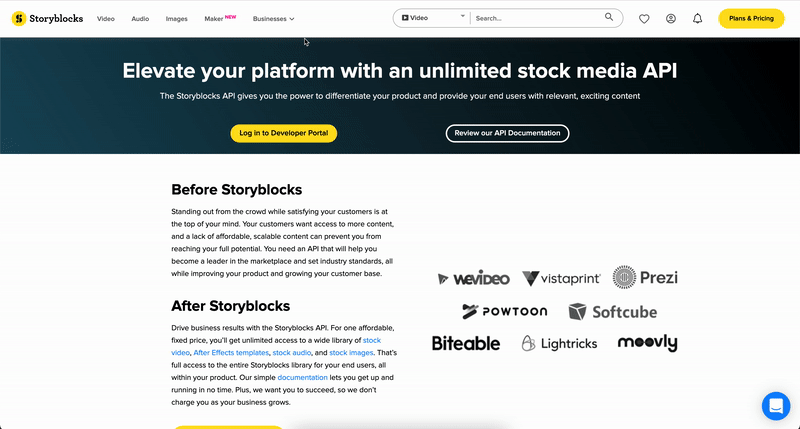 Storyblocks Video Audio Images Maker NEW Businesses Video Search... Plans & Pricing
Elevate your platform with an unlimited stock media API
The Storyblocks API gives you the power to differentiate your product and provide your end users with relevant, exciting content
Log in to Developer Portal Review our API Documentation
Before Storyblocks
Standing out from the crowd while satisfying your customers is at
the top of your mind. Your customers want access to more content,
and a lack of affordable, scalable content can prevent you from
reaching your full potential. You need an API that will help you
become a leader in the marketplace and set industry standards, all
while improving your product and growing your customer base.
After Storyblocks
Drive business results with the Storyblocks API. For one affordable,
fixed price, you'll get unlimited access to a wide library of stock
video, After Effects templates, stock audio, and stock images. That's
full access to the entire Storyblocks library for your end users, all
within your product. Our simple documentation lets you get up and
running in no time. Plus, we want you to succeed, so we don't
charge you as your business grows.
WEVIDEO vistaprint Prezi
POWTOON Softcube
Biteable Lightricks moovly